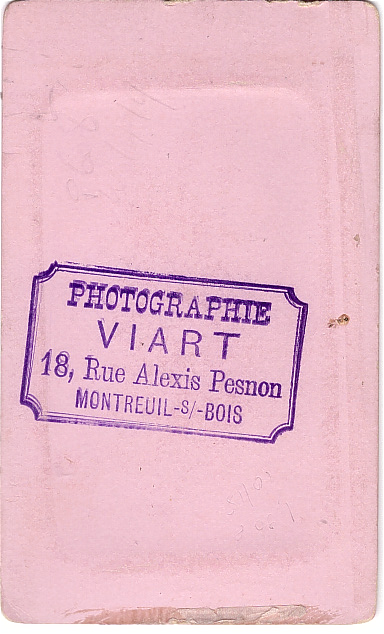 PHOTOGRAPHIE
VIART
18, Rue Alexis Pesnon
MONTREUIL-S/-BOIS